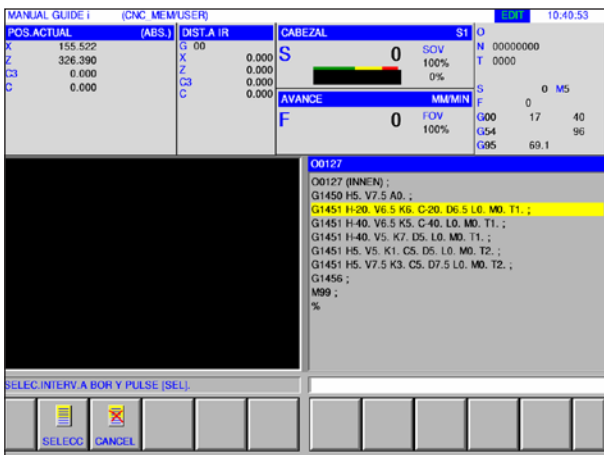 MANUAL GUIDE i (CNC_MEM/USER) EDIT 10:40.53
POS.ACTUAL (ABS.)
X 155.522
Z 326.390
C3 0.000
C 0.000
DIST.A IR
G 00
X 0.000
Z 0.000
C3 0.000
C 0.000
CABEZAL S1
S 0 SOV
100%
0%
AVANCE MM/MIN
F 0 FOV
100%
O
N 00000000
T 0000
S 0 M5
F 0
G00 17 40
G54 96
G95 69.1
O0127
O0127 (INNEN) ;
G1450 H5. V7.5 A0. ;
G1451 H-20. V6.5 K6. C-20. D6.5 L0. M0. T1. ;
G1451 H-40. V6.5 K5. C-40. L0. M0. T1. ;
G1451 H-40. V5. K7. D5. L0. M0. T1. ;
G1451 H5. V5. K1. C5. D5. L0. M0. T2. ;
G1451 H5. V7.5 K3. C5. D7.5 L0. M0. T2. ;
G1456 ;
M99 ;
%
SELEC.INTERV.A BOR Y PULSE [SEL].
SELECC CANCEL